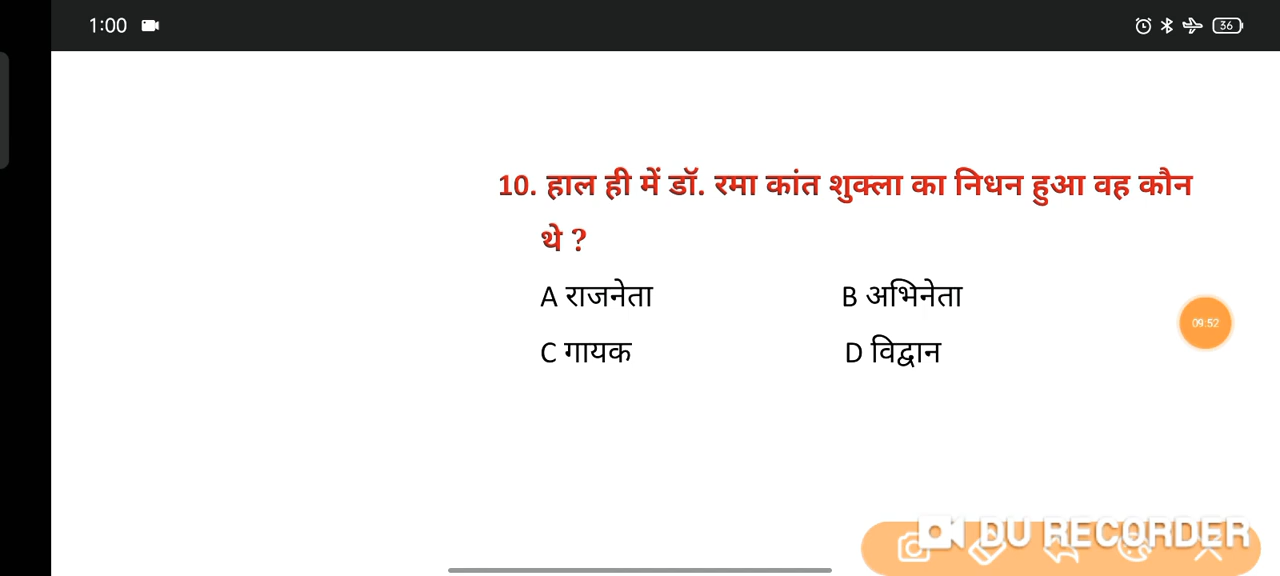 1:00
36
10. हाल ही में डॉ. रमा कांत शुक्ला का निधन हुआ वह कौन
थे ?
A राजनेता B अभिनेता
09:52
C गायक D विद्वान
DU RECORDER